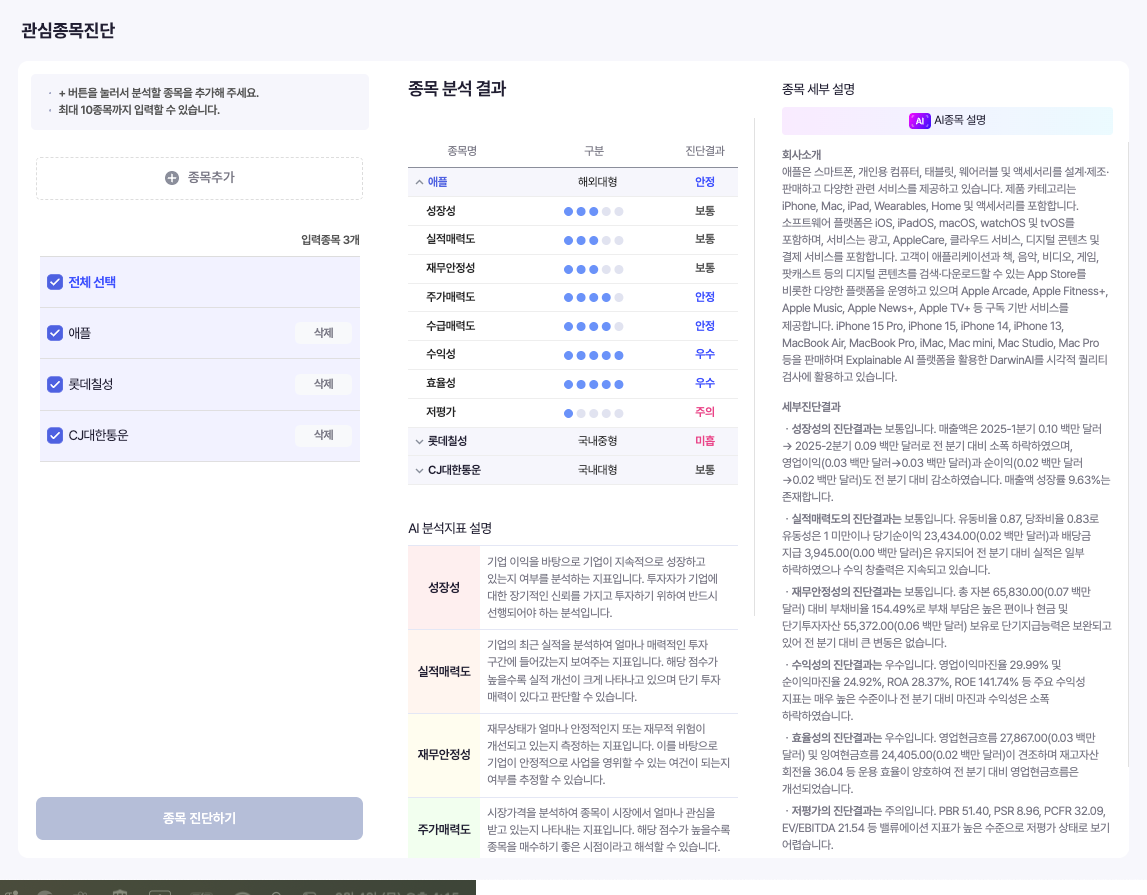 관심종목진단
· + 버튼을 눌러서 분석할 종목을 추가해 주세요.
· 최대 10종목까지 입력할 수 있습니다.
종목추가
입력종목 3개
전체 선택
애플 삭제
롯데칠성 삭제
CJ대한통운 삭제
종목 진단하기
종목 분석 결과
종목명 구분 진단결과
애플 해외대형 안정
성장성 보통
실적매력도 보통
재무안정성 보통
주가매력도 안정
수급매력도 안정
수익성 우수
효율성 우수
저평가 주의
롯데칠성 국내중형 미흡
CJ대한통운 국내대형 보통
AI 분석지표 설명
성장성
기업 이익을 바탕으로 기업이 지속적으로 성장하고
있는지 여부를 분석하는 지표입니다. 투자자가 기업에
대한 장기적인 신뢰를 가지고 투자하기 위하여 반드시
선행되어야 하는 분석입니다.
실적매력도
기업의 최근 실적을 분석하여 얼마나 매력적인 투자
구간에 들어갔는지 보여주는 지표입니다. 해당 점수가
높을수록 실적 개선이 크게 나타나고 있으며 단기 투자
매력이 있다고 판단할 수 있습니다.
재무안정성
재무상태가 얼마나 안정적인지 또는 재무적 위험이
개선되고 있는지 측정하는 지표입니다. 이를 바탕으로
기업이 안정적으로 사업을 영위할 수 있는 여건이 되는지
여부를 추정할 수 있습니다.
주가매력도
시장가격을 분석하여 종목이 시장에서 얼마나 관심을
받고 있는지 나타내는 지표입니다. 해당 점수가 높을수록
종목을 매수하기 좋은 시점이라고 해석할 수 있습니다.
종목 세부 설명
AI AI종목 설명
회사소개
애플은 스마트폰, 개인용 컴퓨터, 태블릿, 웨어러블 및 액세서리를 설계·제조·
판매하고 다양한 관련 서비스를 제공하고 있습니다. 제품 카테고리는
iPhone, Mac, iPad, Wearables, Home 및 액세서리를 포함합니다.
소프트웨어 플랫폼은 iOS, iPadOS, macOS, watchOS 및 tvOS를
포함하며, 서비스는 광고, AppleCare, 클라우드 서비스, 디지털 콘텐츠 및
결제 서비스를 포함합니다. 고객이 애플리케이션과 책, 음악, 비디오, 게임,
팟캐스트 등의 디지털 콘텐츠를 검색·다운로드할 수 있는 App Store를
비롯한 다양한 플랫폼을 운영하고 있으며 Apple Arcade, Apple Fitness+,
Apple Music, Apple News+, Apple TV+ 등 구독 기반 서비스를
제공합니다. iPhone 15 Pro, iPhone 15, iPhone 14, iPhone 13,
MacBook Air, MacBook Pro, iMac, Mac mini, Mac Studio, Mac Pro
등을 판매하며 Explainable AI 플랫폼을 활용한 DarwinAI를 시각적 퀄리티
검사에 활용하고 있습니다.
세부진단결과
· 성장성의 진단결과는 보통입니다. 매출액은 2025-1분기 0.10 백만 달러
→ 2025-2분기 0.09 백만 달러로 전 분기 대비 소폭 하락하였으며,
영업이익(0.03 백만 달러→0.03 백만 달러)과 순이익(0.02 백만 달러
→0.02 백만 달러)도 전 분기 대비 감소하였습니다. 매출액 성장률 9.63%는
존재합니다.
· 실적매력도의 진단결과는 보통입니다. 유동비율 0.87, 당좌비율 0.83로
유동성은 1 미만이나 당기순이익 23,434.00(0.02 백만 달러)과 배당금
지급 3,945.00(0.00 백만 달러)은 유지되어 전 분기 대비 실적은 일부
하락하였으나 수익 창출력은 지속되고 있습니다.
· 재무안정성의 진단결과는 보통입니다. 총 자본 65,830.00(0.07 백만
달러) 대비 부채비율 154.49%로 부채 부담은 높은 편이나 현금 및
단기투자자산 55,372.00(0.06 백만 달러) 보유로 단기지급능력은 보완되고
있어 전 분기 대비 큰 변동은 없습니다.
· 수익성의 진단결과는 우수입니다. 영업이익마진율 29.99% 및
순이익마진율 24.92%, ROA 28.37%, ROE 141.74% 등 주요 수익성
지표는 매우 높은 수준이나 전 분기 대비 마진과 수익성은 소폭
하락하였습니다.
· 효율성의 진단결과는 우수입니다. 영업현금흐름 27,867.00(0.03 백만
달러) 및 잉여현금흐름 24,405.00(0.02 백만 달러)이 견조하며 재고자산
회전율 36.04 등 운용 효율이 양호하여 전 분기 대비 영업현금흐름은
개선되었습니다.
· 저평가의 진단결과는 주의입니다. PBR 51.40, PSR 8.96, PCFR 32.09,
EV/EBITDA 21.54 등 밸류에이션 지표가 높은 수준으로 저평가 상태로 보기
어렵습니다.